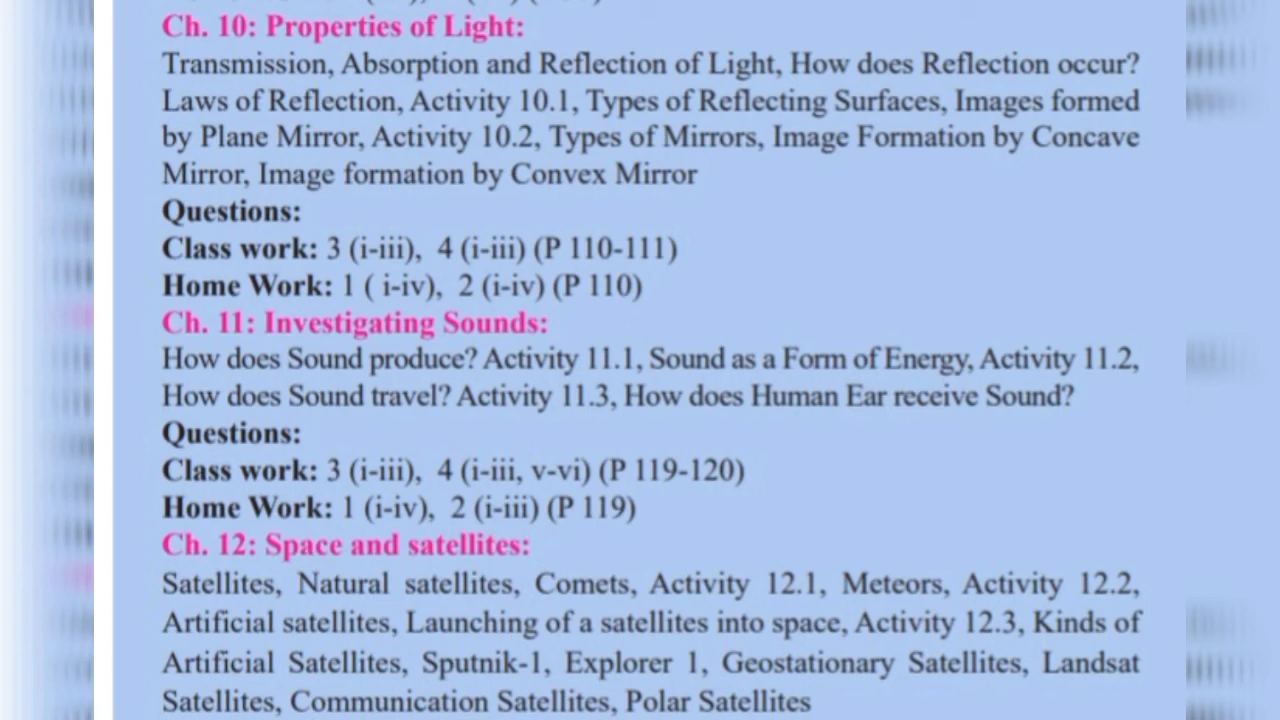 Ch. 10: Properties of Light:
Transmission, Absorption and Reflection of Light, How does Reflection occur?
Laws of Reflection, Activity 10.1, Types of Reflecting Surfaces, Images formed
by Plane Mirror, Activity 10.2, Types of Mirrors, Image Formation by Concave
Mirror, Image formation by Convex Mirror
Questions:
Class work: 3 (i-iii), 4 (i-iii) (P 110-111)
Home Work: 1 ( i-iv), 2 (i-iv) (P 110)
Ch. 11: Investigating Sounds:
How does Sound produce? Activity 11.1, Sound as a Form of Energy, Activity 11.2,
How does Sound travel? Activity 11.3, How does Human Ear receive Sound?
Questions:
Class work: 3 (i-iii), 4 (i-iii, v-vi) (P 119-120)
Home Work: 1 (i-iv), 2 (i-iii) (P 119)
Ch. 12: Space and satellites:
Satellites, Natural satellites, Comets, Activity 12.1, Meteors, Activity 12.2,
Artificial satellites, Launching of a satellites into space, Activity 12.3, Kinds of
Artificial Satellites, Sputnik-1, Explorer 1, Geostationary Satellites, Landsat
Satellites, Communication Satellites, Polar Satellites